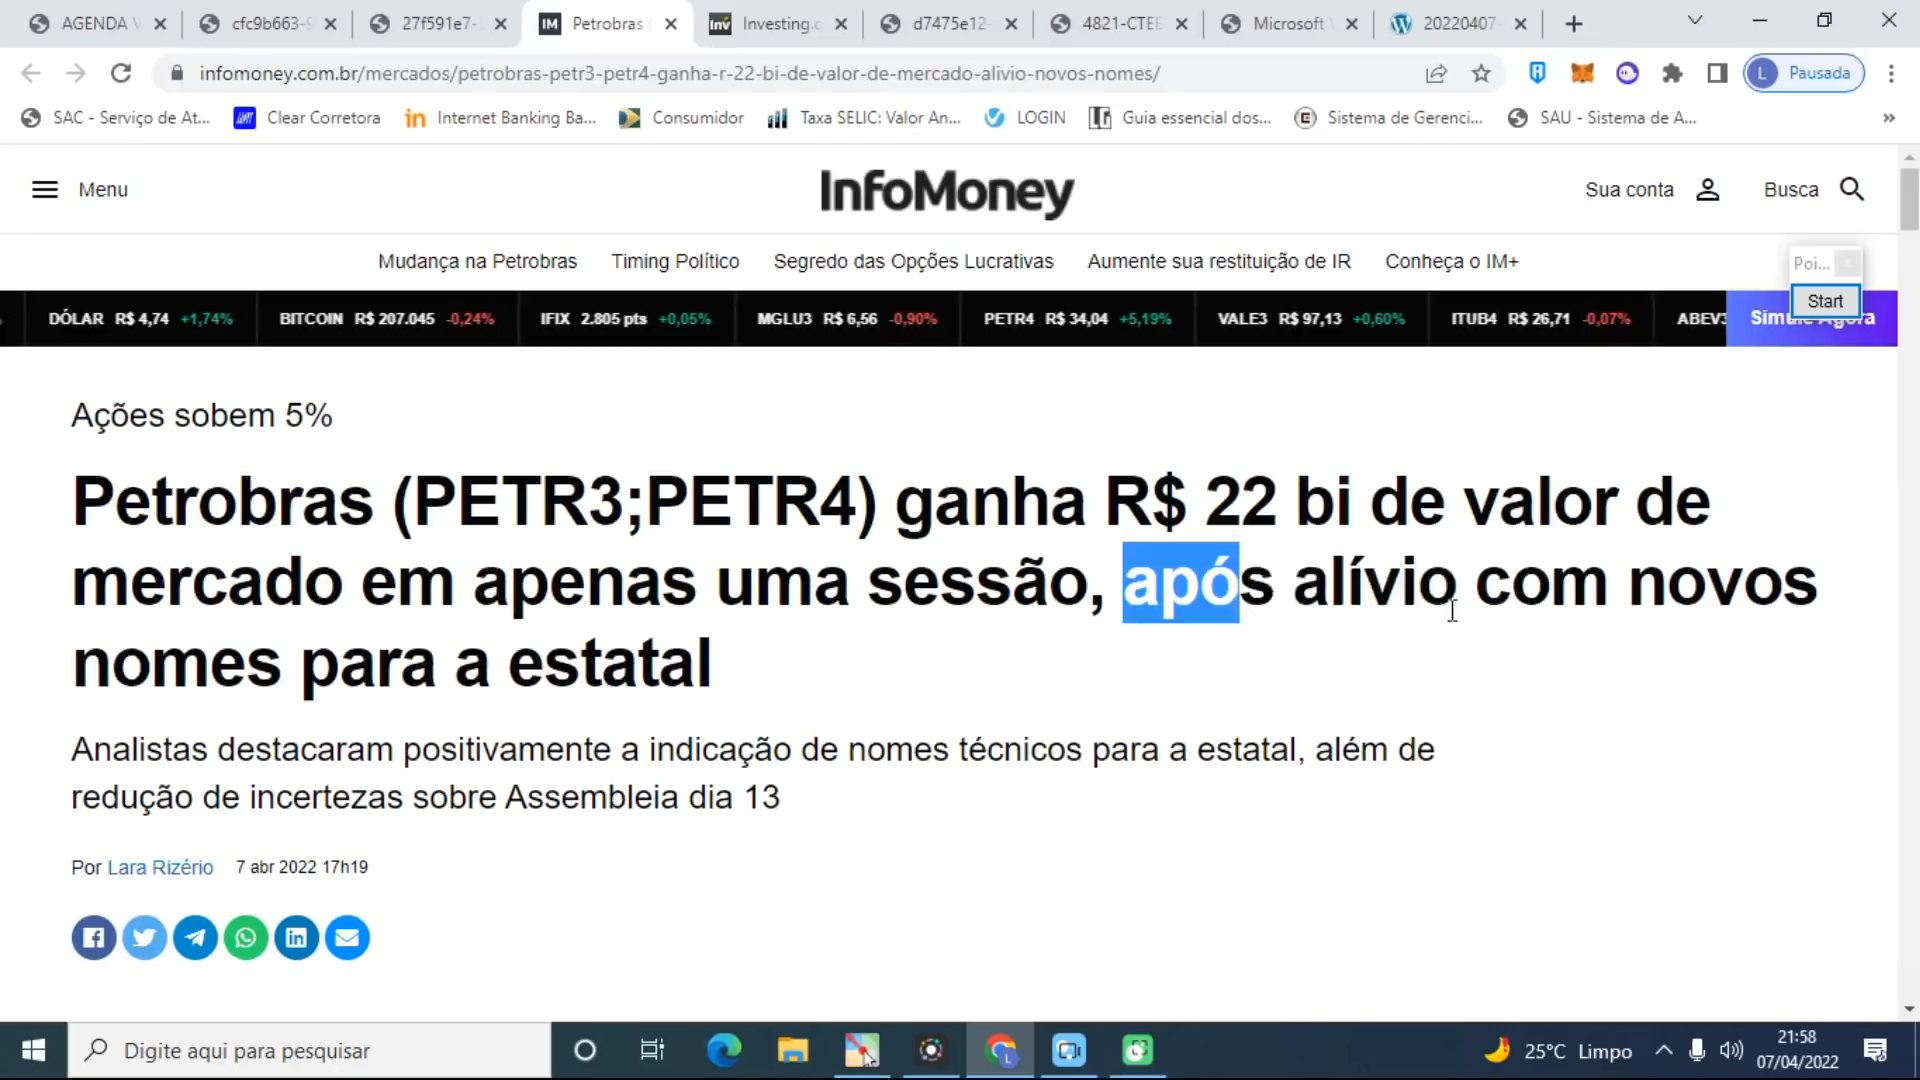 AGENDA
cfc9b663-9
27f591e7-
IM
Petrobras
Inv
Investing.c
d7475e12-
4821-CTEE
Microsoft
20220407-
infomoney.com.br/mercados/petrobras-petr3-petr4-ganha-r-22-bi-de-valor-de-mercado-alivio-novos-nomes/
L Pausada
SAC - Serviço de At...
Clear Corretora
in Internet Banking Ba...
Consumidor
Taxa SELIC: Valor An...
LOGIN
Guia essencial dos...
Sistema de Gerenci...
SAU - Sistema de A...
»
Menu
InfoMoney
Sua conta
Busca
Mudança na Petrobras
Timing Político
Segredo das Opções Lucrativas
Aumente sua restituição de IR
Conheça o IM+
Poi...
Start
DÓLAR R$ 4,74 +1,74%
BITCOIN R$ 207.045 -0,24%
IFIX 2.805 pts +0,05%
MGLU3 R$ 6,56 -0,90%
PETR4 R$ 34,04 +5,19%
VALE3 R$ 97,13 +0,60%
ITUB4 R$ 26,71 -0,07%
ABEV3
Ações sobem 5%
Petrobras (PETR3;PETR4) ganha R$ 22 bi de valor de
mercado em apenas uma sessão, após alívio com novos
nomes para a estatal
Analistas destacaram positivamente a indicação de nomes técnicos para a estatal, além de
redução de incertezas sobre Assembleia dia 13
Por Lara Rizério 7 abr 2022 17h19
Digite aqui para pesquisar
L
25°C Limpo
21:58
07/04/2022